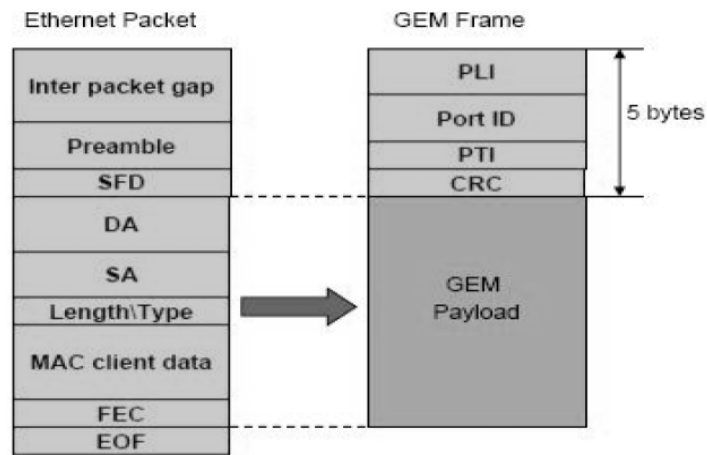 Ethernet Packet
Inter packet gap
Preamble
SFD
DA
SA
Length\Type
MAC client data
FEC
EOF
GEM Frame
PLI
Port ID
PTI
CRC
5 bytes
GEM
Payload